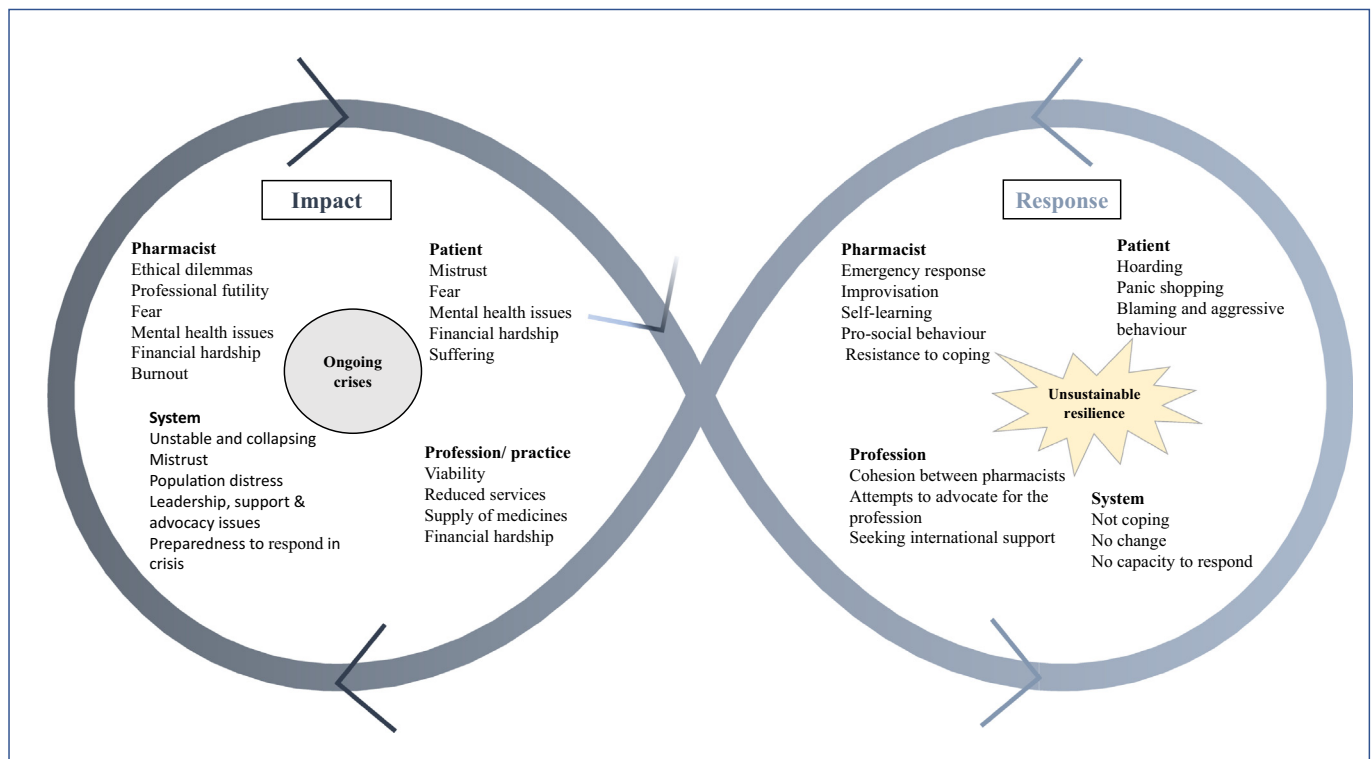 Impact
Pharmacist
Ethical dilemmas
Professional futility
Fear
Mental health issues
Financial hardship
Burnout
Patient
Mistrust
Fear
Mental health issues
Financial hardship
Suffering
Ongoing
crises
System
Unstable and collapsing
Mistrust
Population distress
Leadership, support &
advocacy issues
Preparedness to respond in
crisis
Profession/ practice
Viability
Reduced services
Supply of medicines
Financial hardship
Response
Pharmacist
Emergency response
Improvisation
Self-learning
Pro-social behaviour
Resistance to coping
Patient
Hoarding
Panic shopping
Blaming and aggressive
behaviour
Unsustainable
resilience
Profession
Cohesion between pharmacists
Attempts to advocate for the
profession
Seeking international support
System
Not coping
No change
No capacity to respond